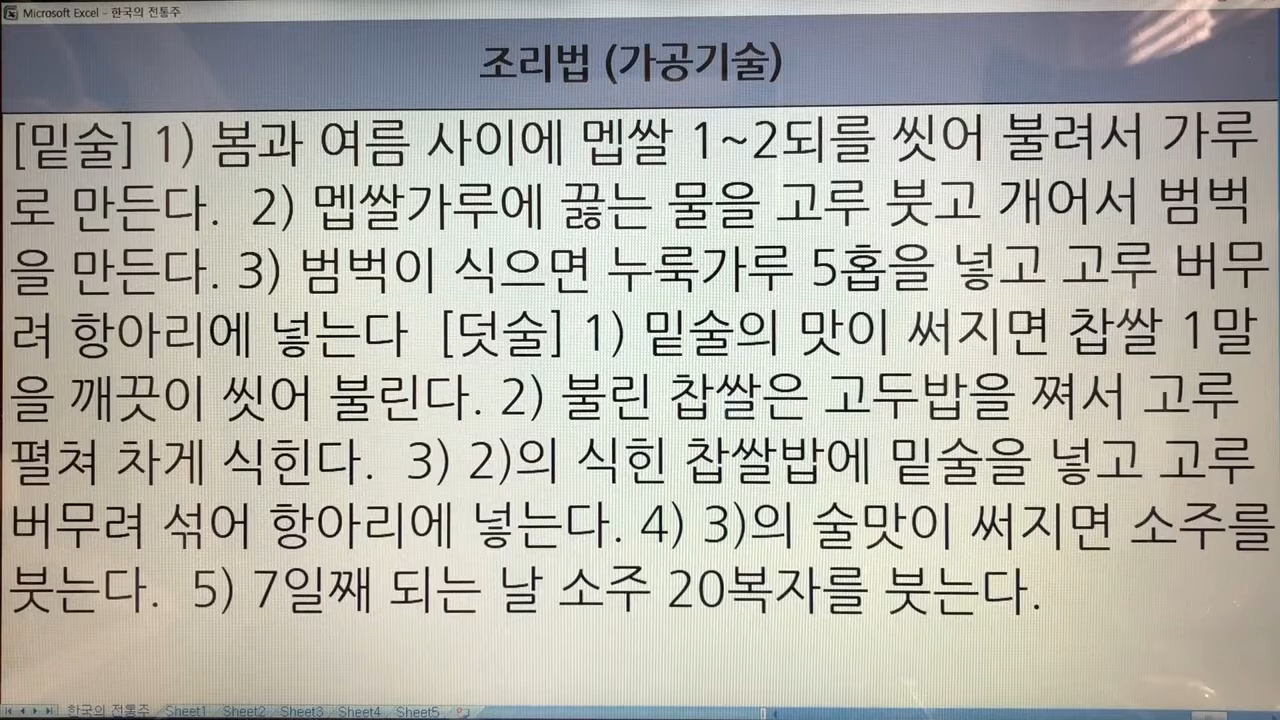 Microsoft Excel - 한국의 전통주
조리법 (가공기술)
[밑술] 1) 봄과 여름 사이에 멥쌀 1~2되를 씻어 불려서 가루
로 만든다. 2) 멥쌀가루에 끓는 물을 고루 붓고 개어서 범벅
을 만든다. 3) 범벅이 식으면 누룩가루 5홉을 넣고 고루 버무
려 항아리에 넣는다 [덧술] 1) 밑술의 맛이 써지면 찹쌀 1말
을 깨끗이 씻어 불린다. 2) 불린 찹쌀은 고두밥을 쪄서 고루
펼쳐 차게 식힌다. 3) 2)의 식힌 찹쌀밥에 밑술을 넣고 고루
버무려 섞어 항아리에 넣는다. 4) 3)의 술맛이 써지면 소주를
붓는다. 5) 7일째 되는 날 소주 20복자를 붓는다.
한국의 전통주 Sheet1 Sheet2 Sheet3 Sheet4 Sheet5